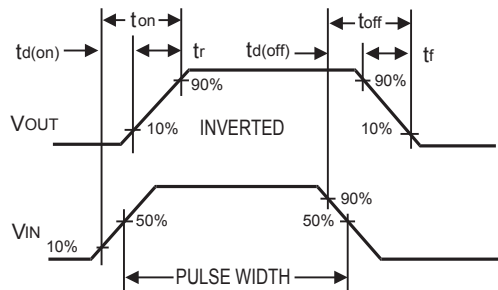 ton
toff
td(on)
tr
td(off)
tf
90%
90%
VOUT
10%
INVERTED
10%
90%
VIN
50%
50%
10%
PULSE WIDTH